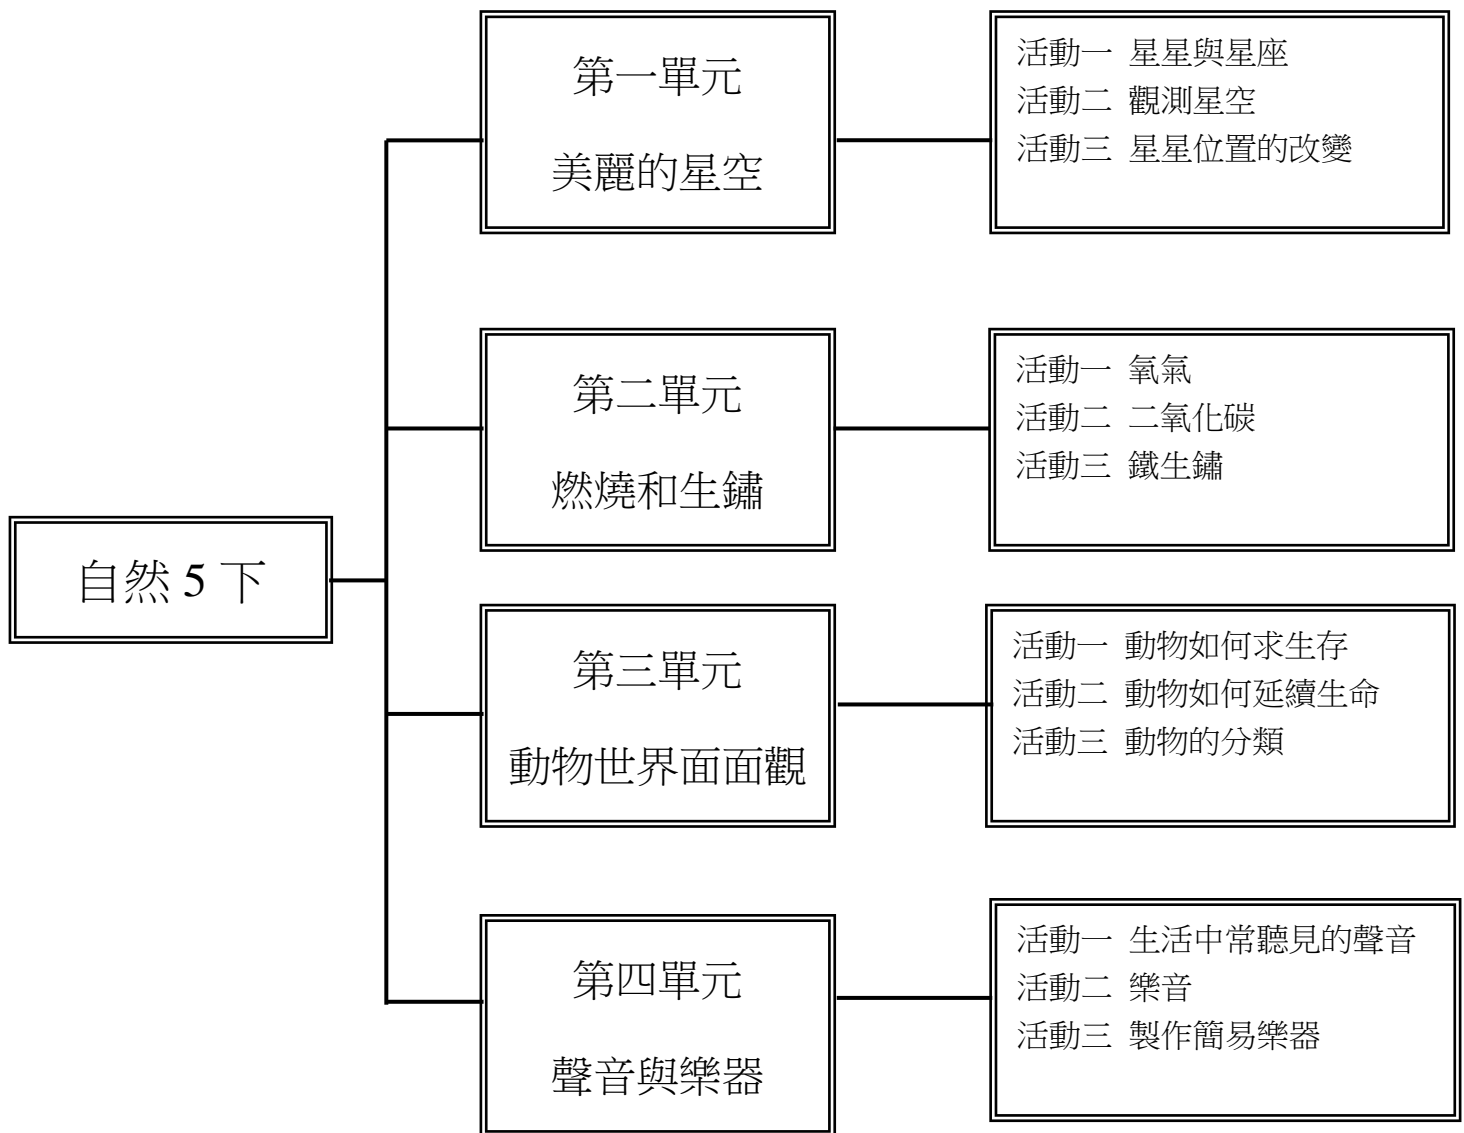 自然 5 下
第一單元
美麗的星空
活動一 星星與星座
活動二 觀測星空
活動三 星星位置的改變
第二單元
燃燒和生鏽
活動一 氧氣
活動二 二氧化碳
活動三 鐵生鏽
第三單元
動物世界面面觀
活動一 動物如何求生存
活動二 動物如何延續生命
活動三 動物的分類
第四單元
聲音與樂器
活動一 生活中常聽見的聲音
活動二 樂音
活動三 製作簡易樂器